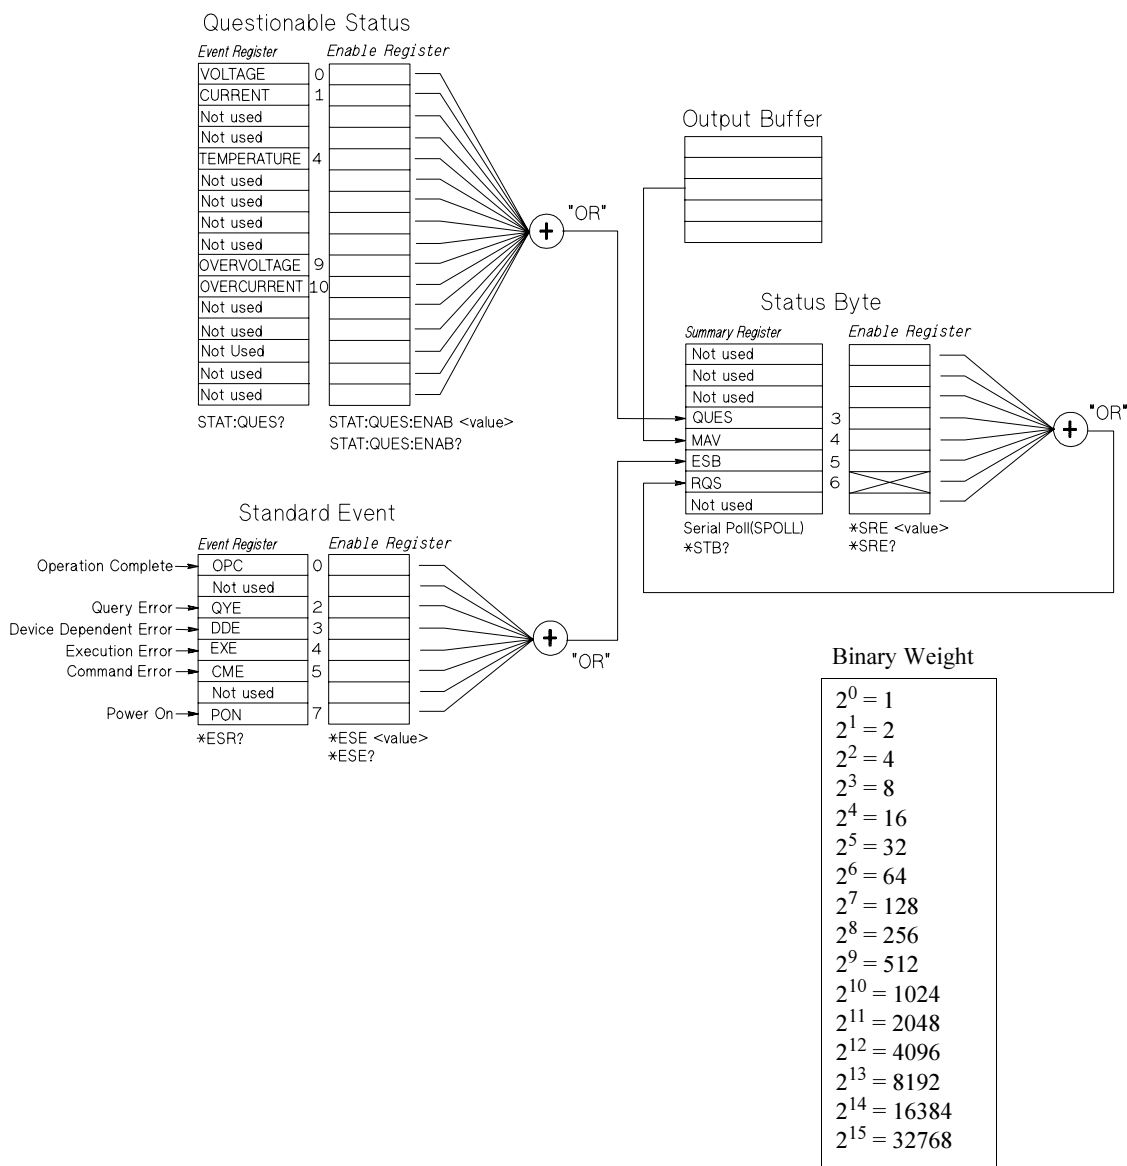 Questionable Status
Event Register Enable Register
VOLTAGE 0
CURRENT 1
Not used
Not used
TEMPERATURE 4
Not used
Not used
Not used
Not used
OVERVOLTAGE 9
OVERCURRENT 10
Not used
Not used
Not Used
Not used
Not used
STAT:QUES? STAT:QUES:ENAB <value>
STAT:QUES:ENAB?
+
"OR"
Output Buffer
Status Byte
Summary Register Enable Register
Not used
Not used
Not used
QUES 3
MAV 4
ESB 5
RQS 6
Not used
Serial Poll(SPOLL) *SRE <value>
*STB? *SRE?
+
"OR"
Standard Event
Event Register Enable Register
Operation Complete OPC 0
Not used
Query Error QYE 2
Device Dependent Error DDE 3
Execution Error EXE 4
Command Error CME 5
Not used
Power On PON 7
*ESR? *ESE <value>
*ESE?
+
"OR"
Binary Weight
2⁰ = 1
2¹ = 2
2² = 4
2³ = 8
2⁴ = 16
2⁵ = 32
2⁶ = 64
2⁷ = 128
2⁸ = 256
2⁹ = 512
2¹⁰ = 1024
2¹¹ = 2048
2¹² = 4096
2¹³ = 8192
2¹⁴ = 16384
2¹⁵ = 32768